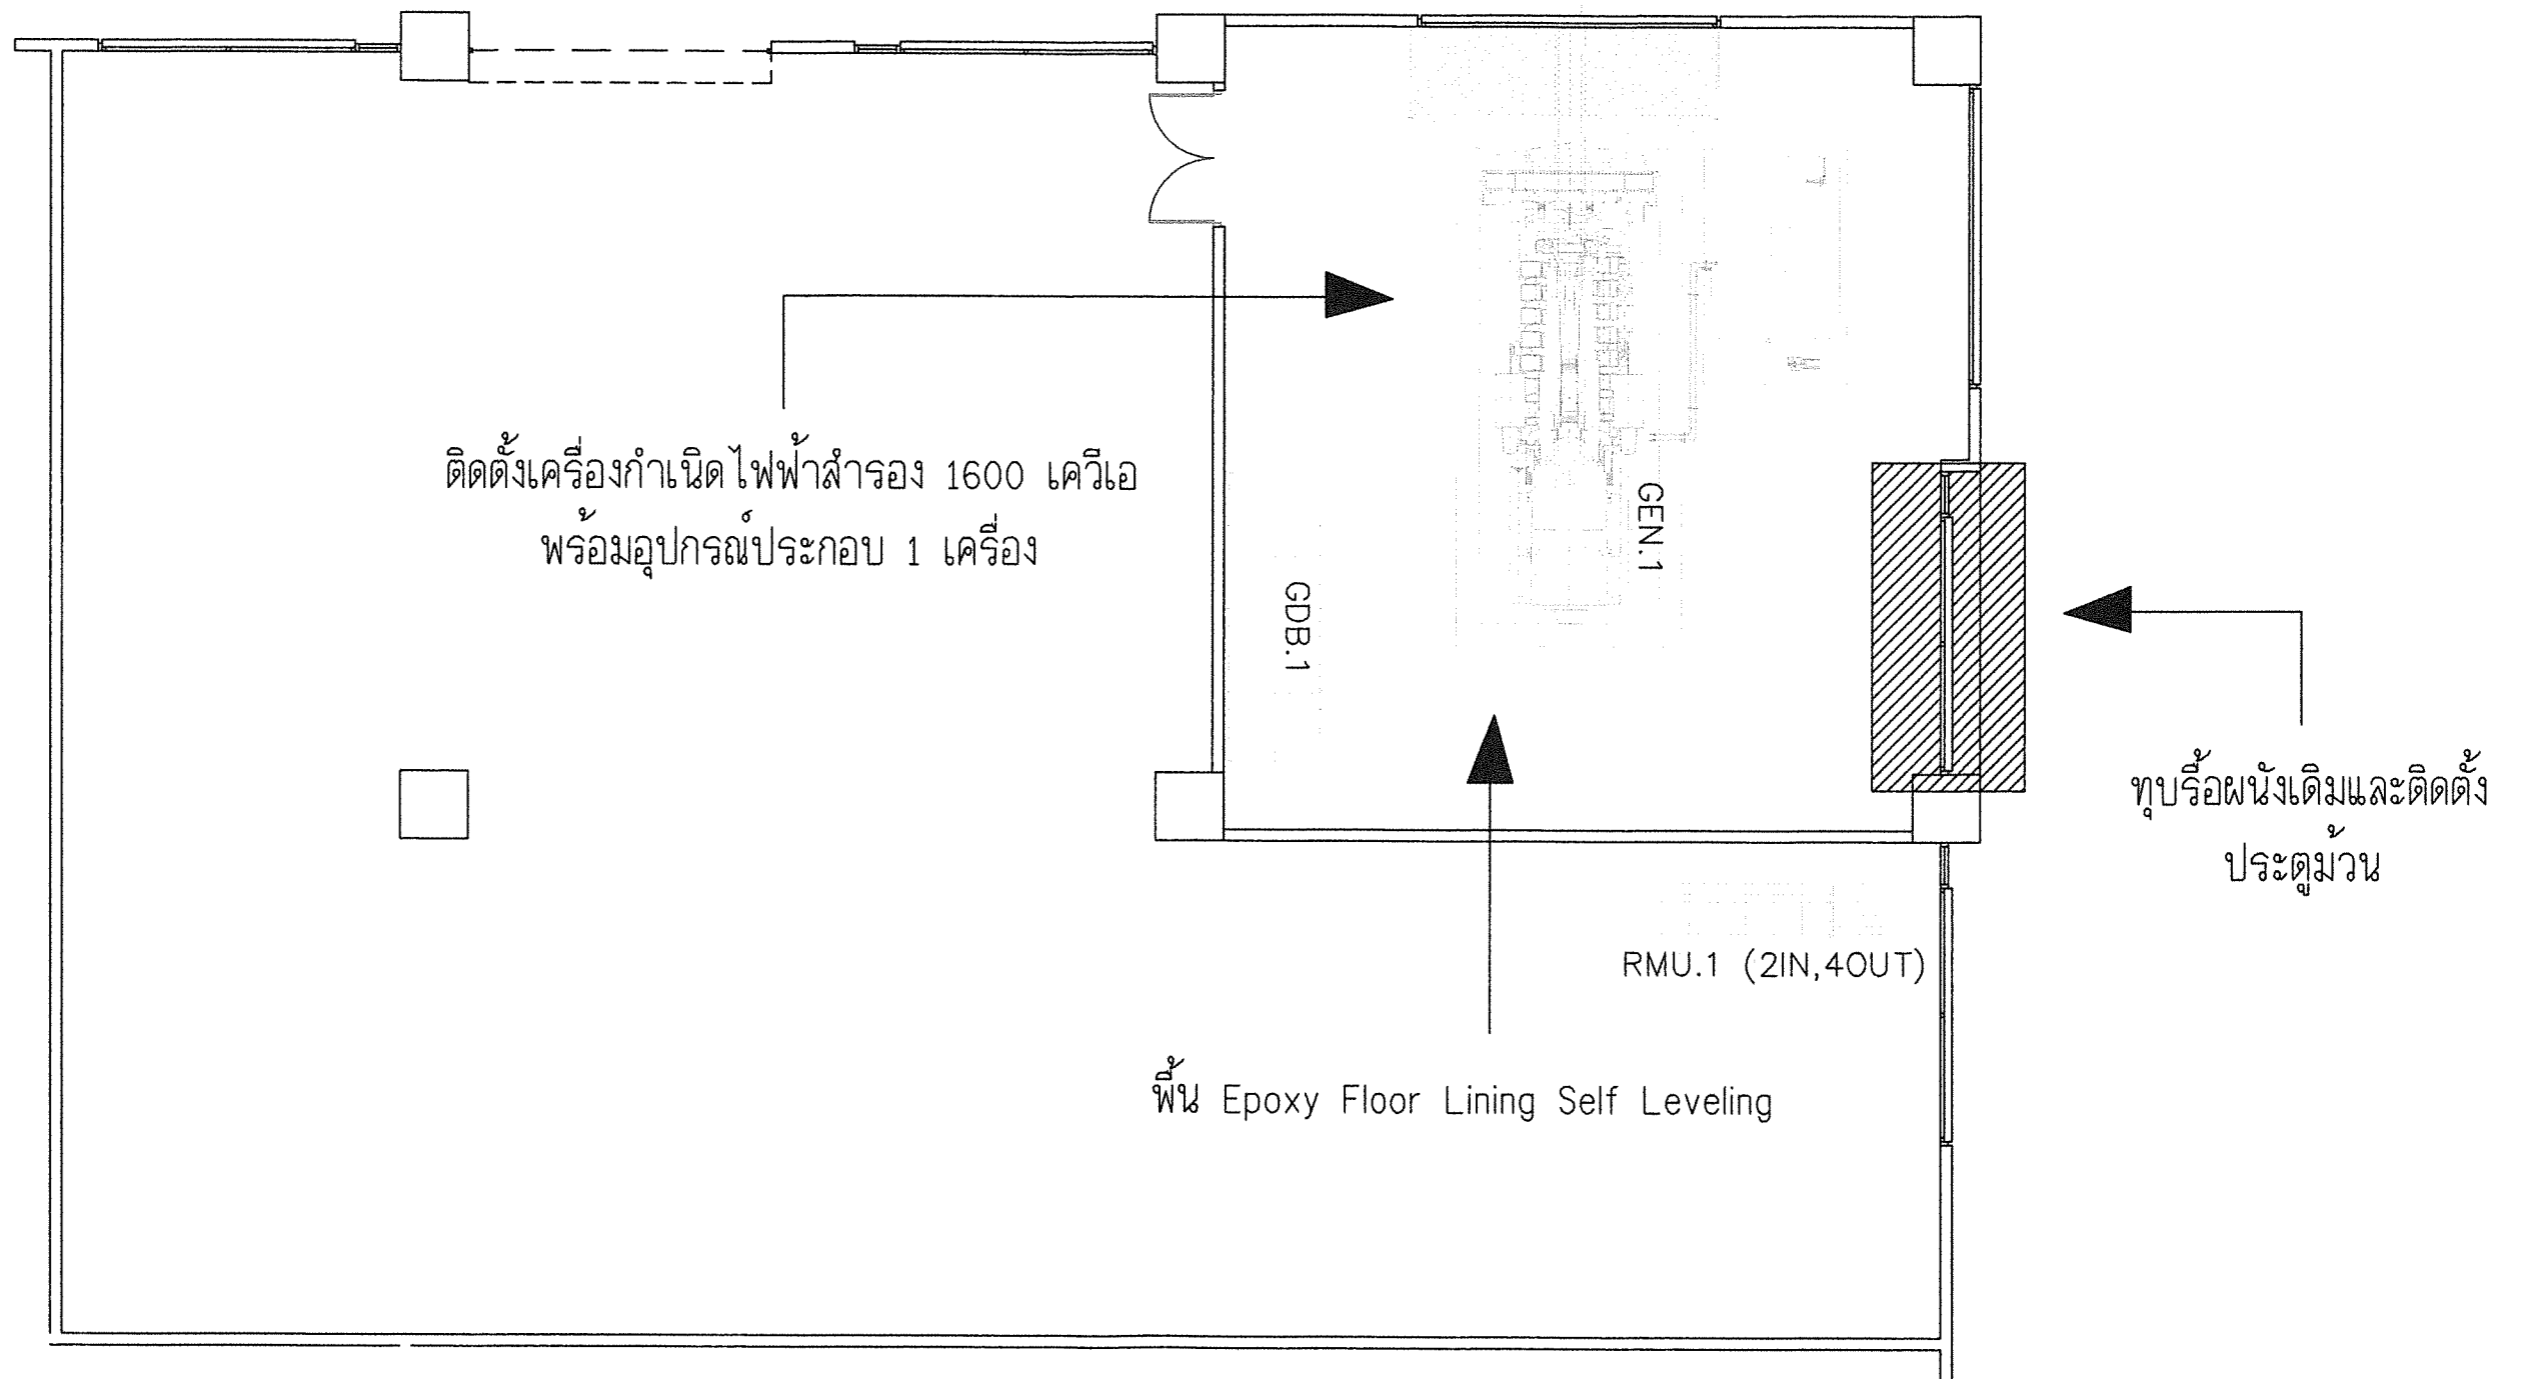 ติดตั้งเครื่องกำเนิดไฟฟ้าสำรอง 1600 เควีเอ
พร้อมอุปกรณ์ประกอบ 1 เครื่อง
GEN.1
GDB.1
ทุบรื้อผนังเดิมและติดตั้ง
ประตูม้วน
RMU.1 (2IN,4OUT)
พื้น Epoxy Floor Lining Self Leveling